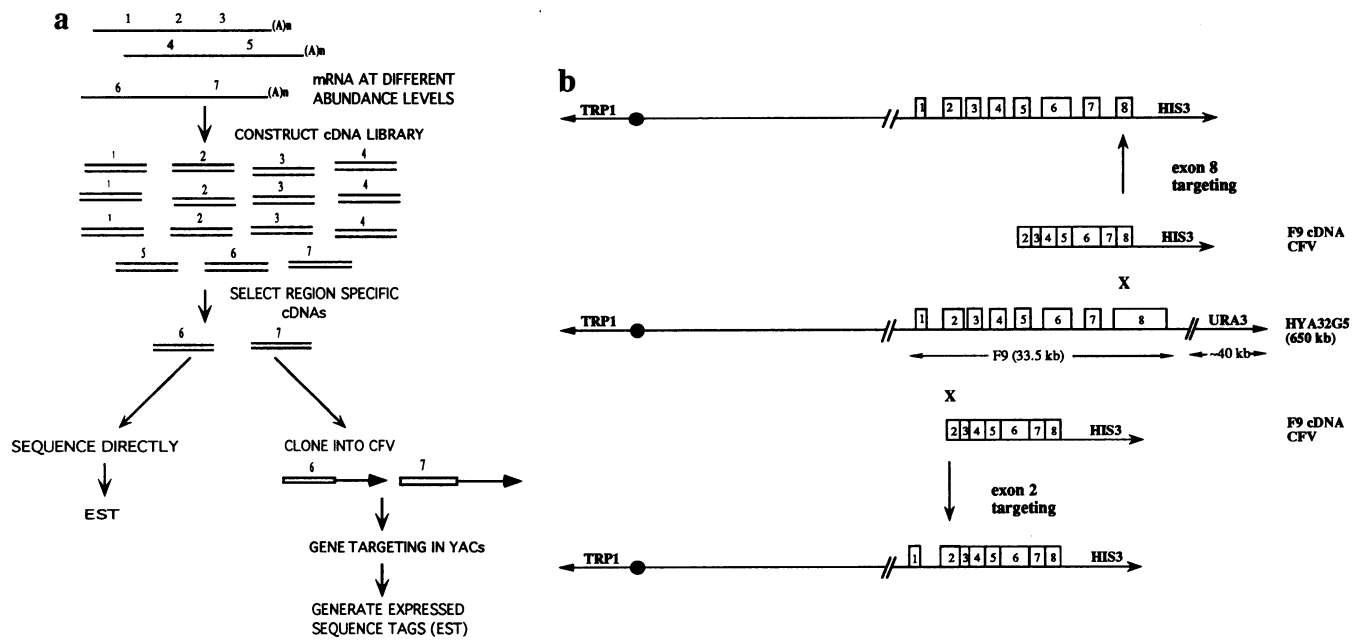 a
1 2 3 (A)n
4 5 (A)n
6 7 (A)n
mRNA AT DIFFERENT
ABUNDANCE LEVELS
CONSTRUCT cDNA LIBRARY
1 2 3 4
1 2 3 4
1 2 3 4
5 6 7
SELECT REGION SPECIFIC
cDNAs
6 7
SEQUENCE DIRECTLY
EST
CLONE INTO CFV
6 7
GENE TARGETING IN YACs
GENERATE EXPRESSED
SEQUENCE TAGS (EST)
b
TRP1 1 2 3 4 5 6 7 8 HIS3
exon 8
targeting
2 3 4 5 6 7 8 HIS3
F9 cDNA
CFV
X
TRP1 1 2 3 4 5 6 7 8 URA3
HYA32G5
(650 kb)
F9 (33.5 kb) ~40 kb
X
2 3 4 5 6 7 8 HIS3
F9 cDNA
CFV
exon 2
targeting
TRP1 1 2 3 4 5 6 7 8 HIS3